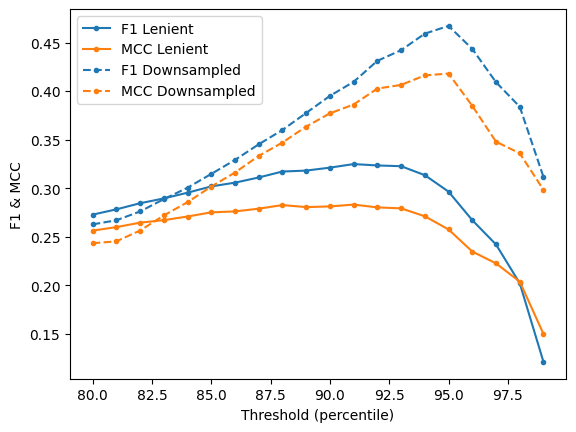 F1 Lenient
MCC Lenient
F1 Downsampled
MCC Downsampled
0.45
0.40
0.35
0.30
0.25
0.20
0.15
F1 & MCC
80.0 82.5 85.0 87.5 90.0 92.5 95.0 97.5
Threshold (percentile)